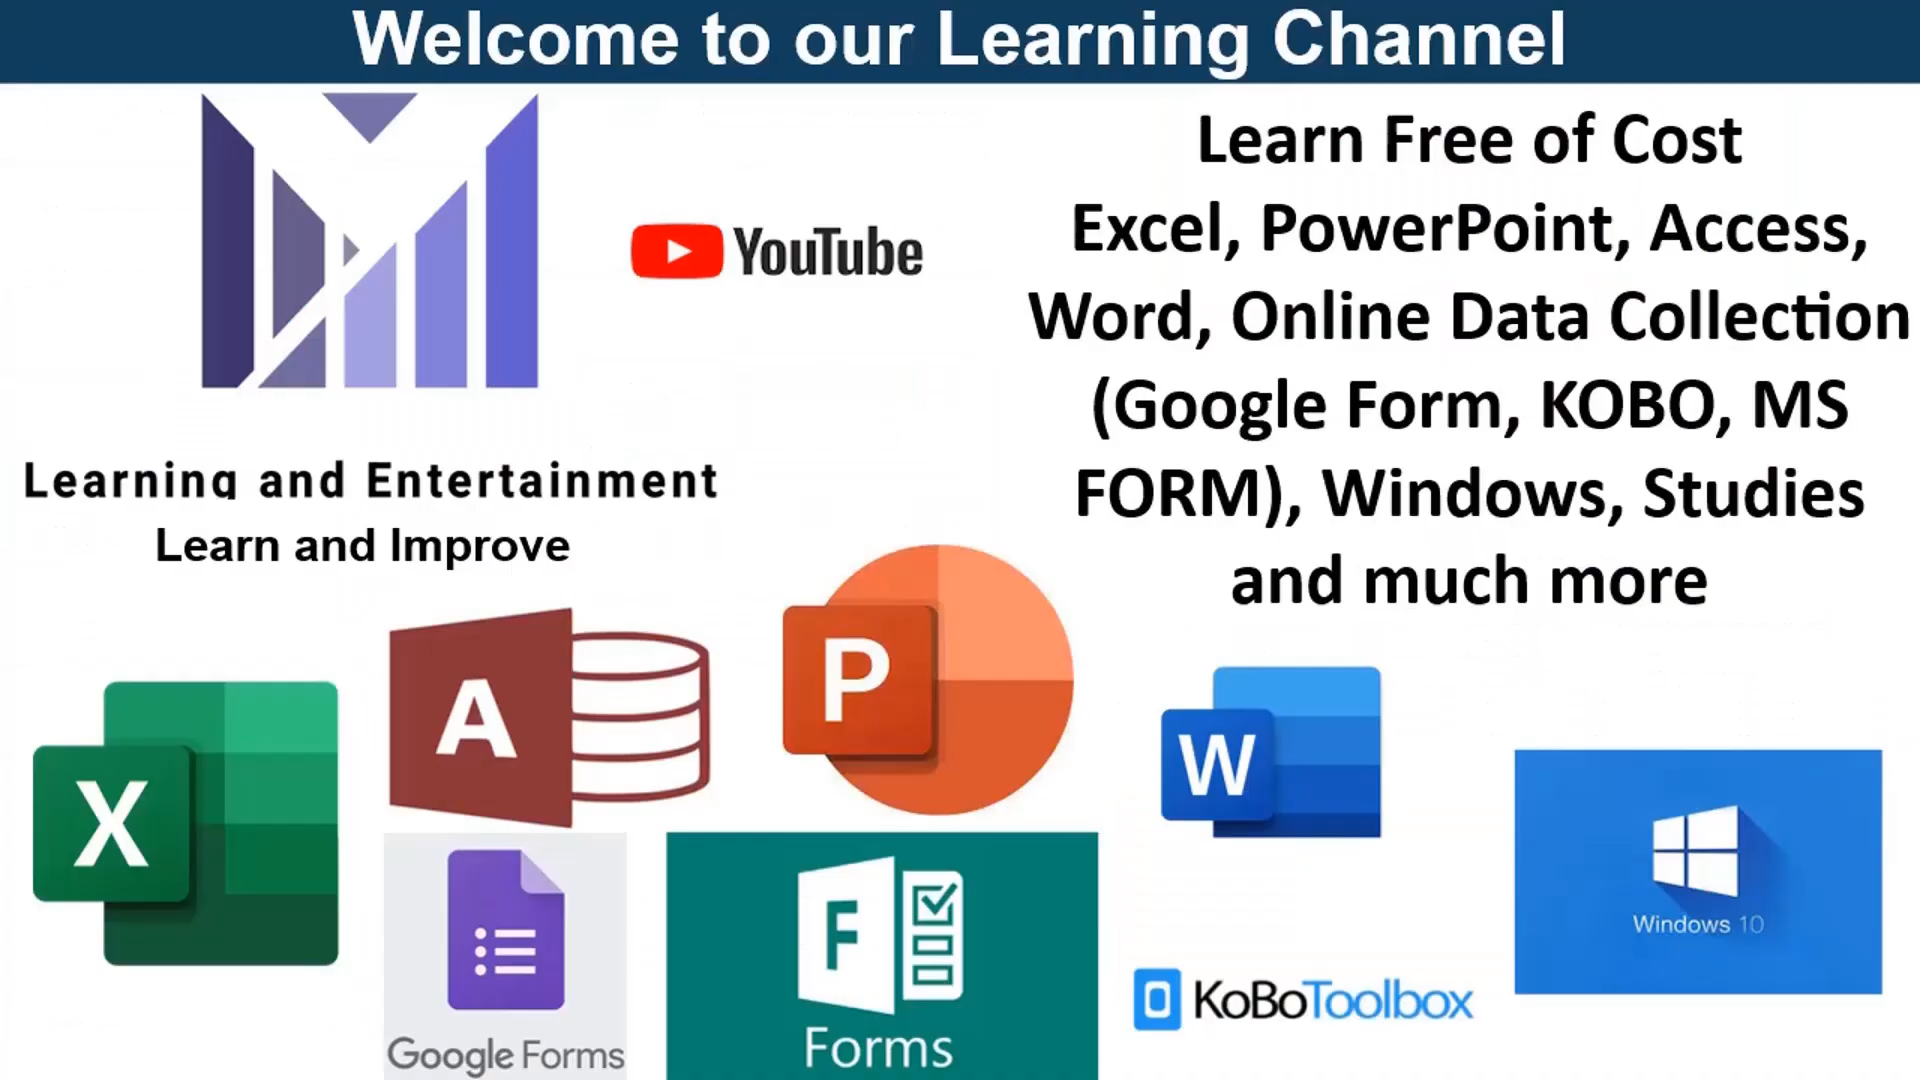 Welcome to our Learning Channel
YouTube
Learning and Entertainment
Learn and Improve
Learn Free of Cost
Excel, PowerPoint, Access,
Word, Online Data Collection
(Google Form, KOBO, MS
FORM), Windows, Studies
and much more
X
A
P
W
Windows 10
Google Forms
F
Forms
KoBoToolbox